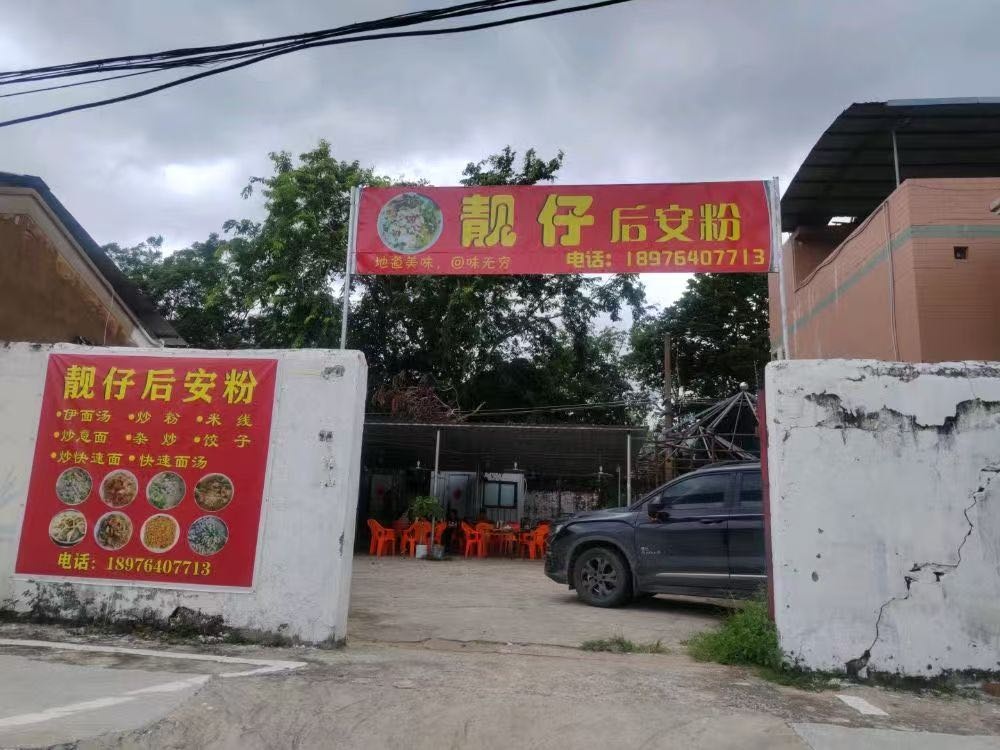 靓仔后安粉
地道美味，回味无穷
电话：18976407713
靓仔后安粉
•伊面汤 •炒粉 •米线
•炒意面 •杂炒 •饺子
•炒快速面 •快速面汤
电话：18976407713